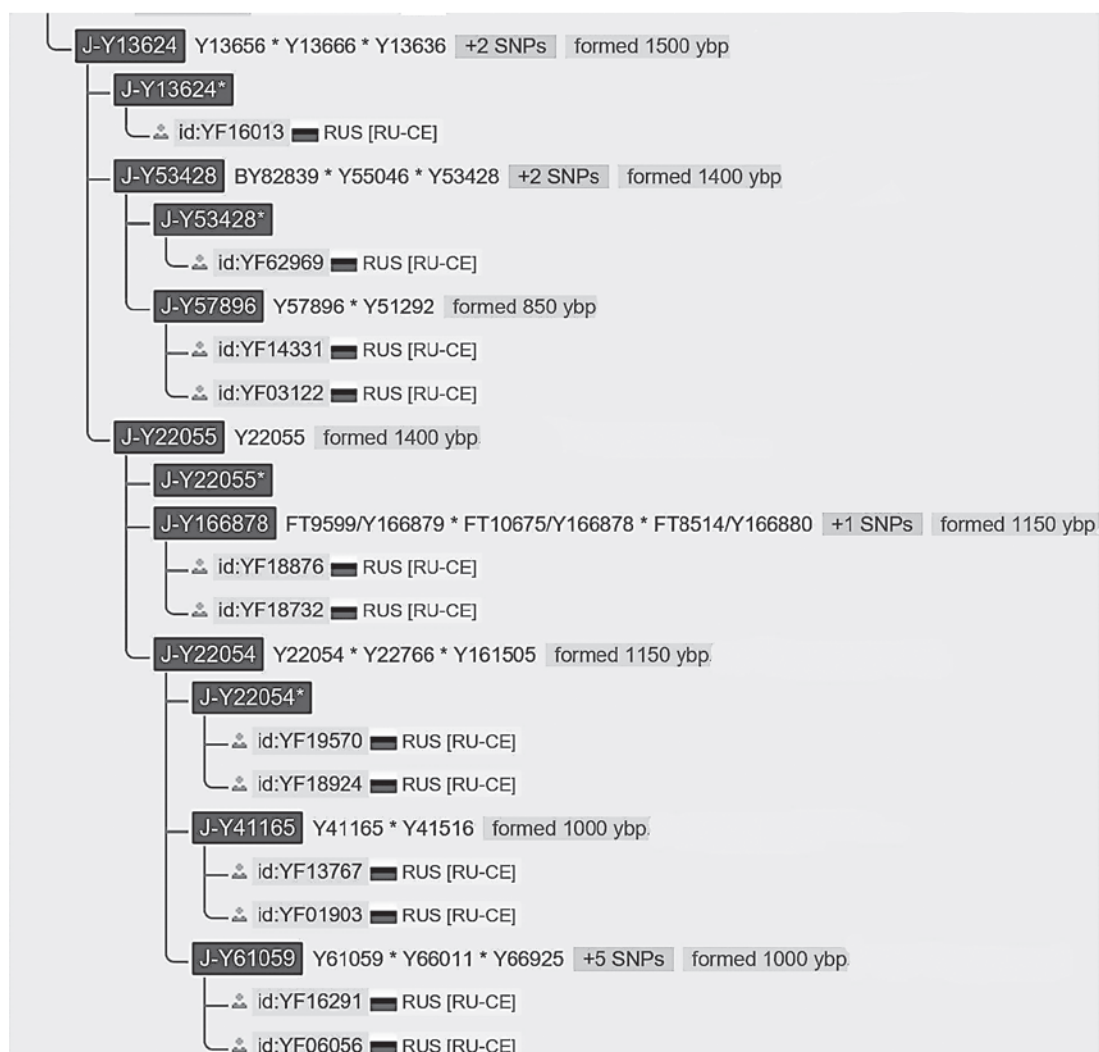 J-Y13624 Y13656 * Y13666 * Y13636 +2 SNPs formed 1500 ybp
J-Y13624*
id:YF16013 RUS [RU-CE]
J-Y53428 BY82839 * Y55046 * Y53428 +2 SNPs formed 1400 ybp
J-Y53428*
id:YF62969 RUS [RU-CE]
J-Y57896 Y57896 * Y51292 formed 850 ybp
id:YF14331 RUS [RU-CE]
id:YF03122 RUS [RU-CE]
J-Y22055 Y22055 formed 1400 ybp
J-Y22055*
J-Y166878 FT9599/Y166879 * FT10675/Y166878 * FT8514/Y166880 +1 SNPs formed 1150 ybp
id:YF18876 RUS [RU-CE]
id:YF18732 RUS [RU-CE]
J-Y22054 Y22054 * Y22766 * Y161505 formed 1150 ybp
J-Y22054*
id:YF19570 RUS [RU-CE]
id:YF18924 RUS [RU-CE]
J-Y41165 Y41165 * Y41516 formed 1000 ybp
id:YF13767 RUS [RU-CE]
id:YF01903 RUS [RU-CE]
J-Y61059 Y61059 * Y66011 * Y66925 +5 SNPs formed 1000 ybp
id:YF16291 RUS [RU-CE]
id:YF06056 RUS [RU-CE]